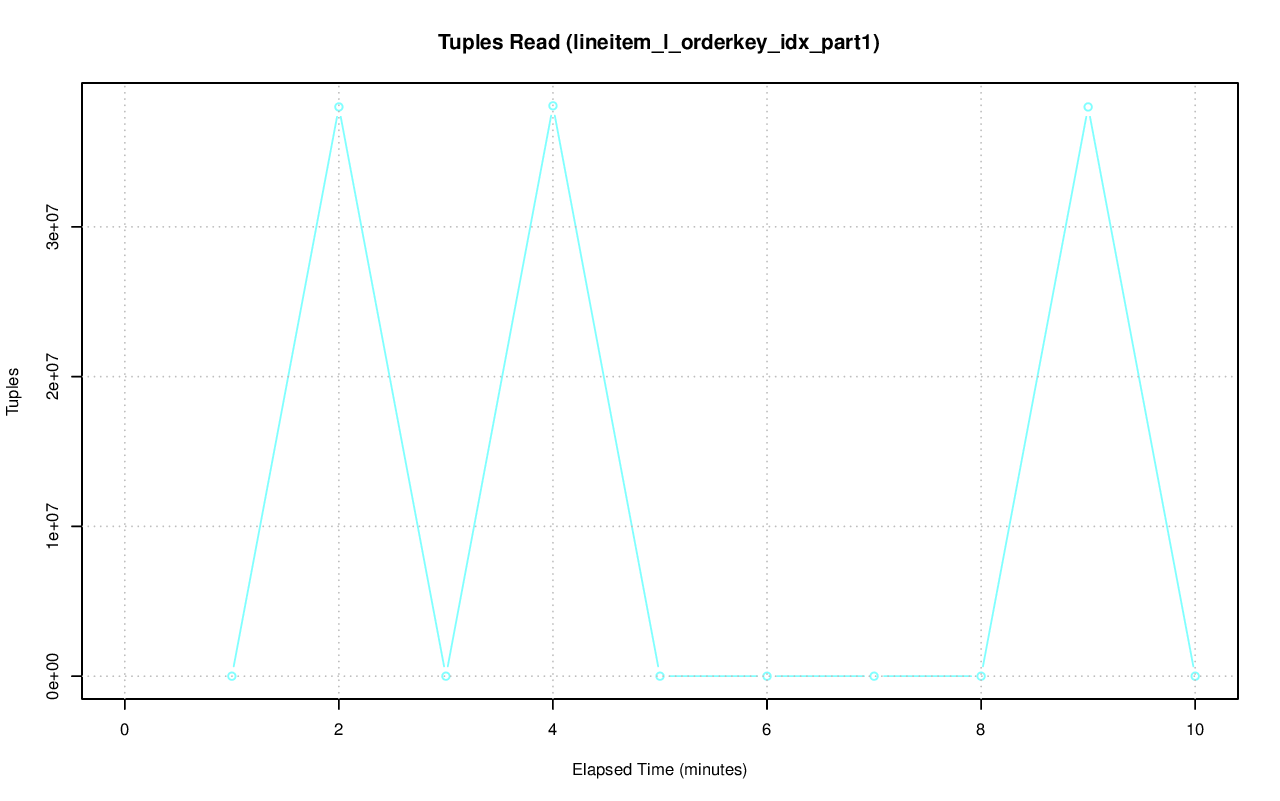 Tuples Read (lineitem_l_orderkey_idx_part1)
Tuples
3e+07
2e+07
1e+07
0e+00
0 2 4 6 8 10
Elapsed Time (minutes)